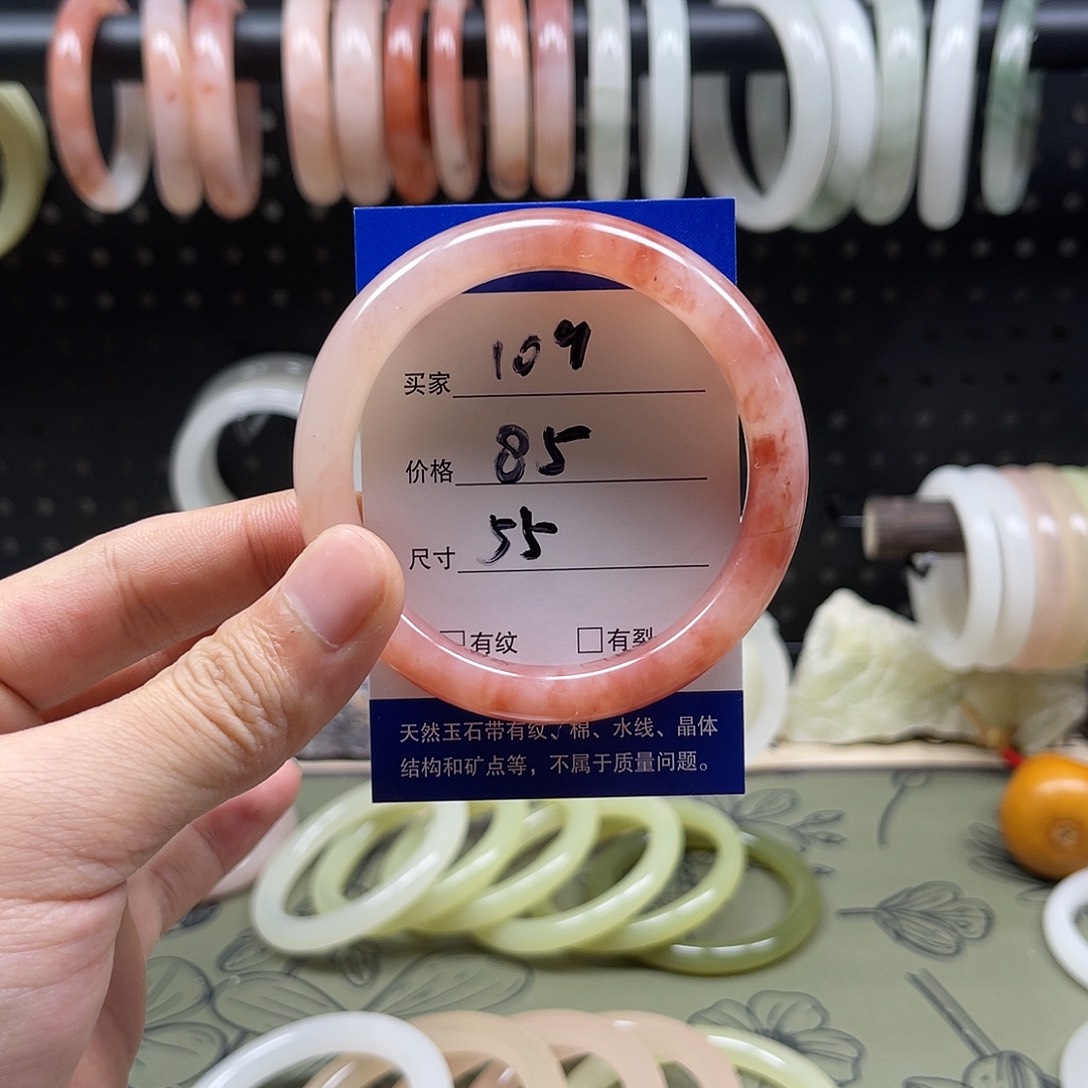 买家 109
价格 85
尺寸 55
□有纹 □有裂
天然玉石带有纹、棉、水线、晶体
结构和矿点等，不属于质量问题。